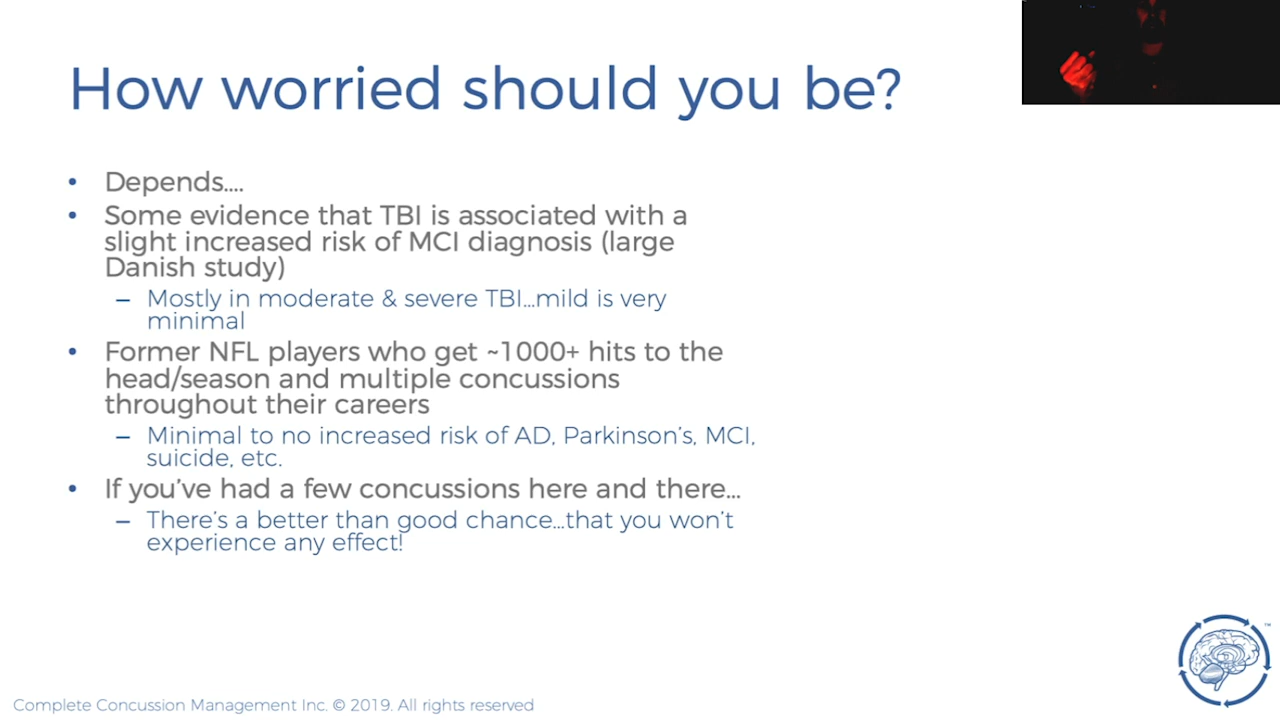 How worried should you be?
• Depends....
• Some evidence that TBI is associated with a
slight increased risk of MCI diagnosis (large
Danish study)
– Mostly in moderate & severe TBI...mild is very
minimal
• Former NFL players who get ~1000+ hits to the
head/season and multiple concussions
throughout their careers
– Minimal to no increased risk of AD, Parkinson's, MCI,
suicide, etc.
• If you've had a few concussions here and there...
– There's a better than good chance...that you won't
experience any effect!
TM
Complete Concussion Management Inc. © 2019. All rights reserved